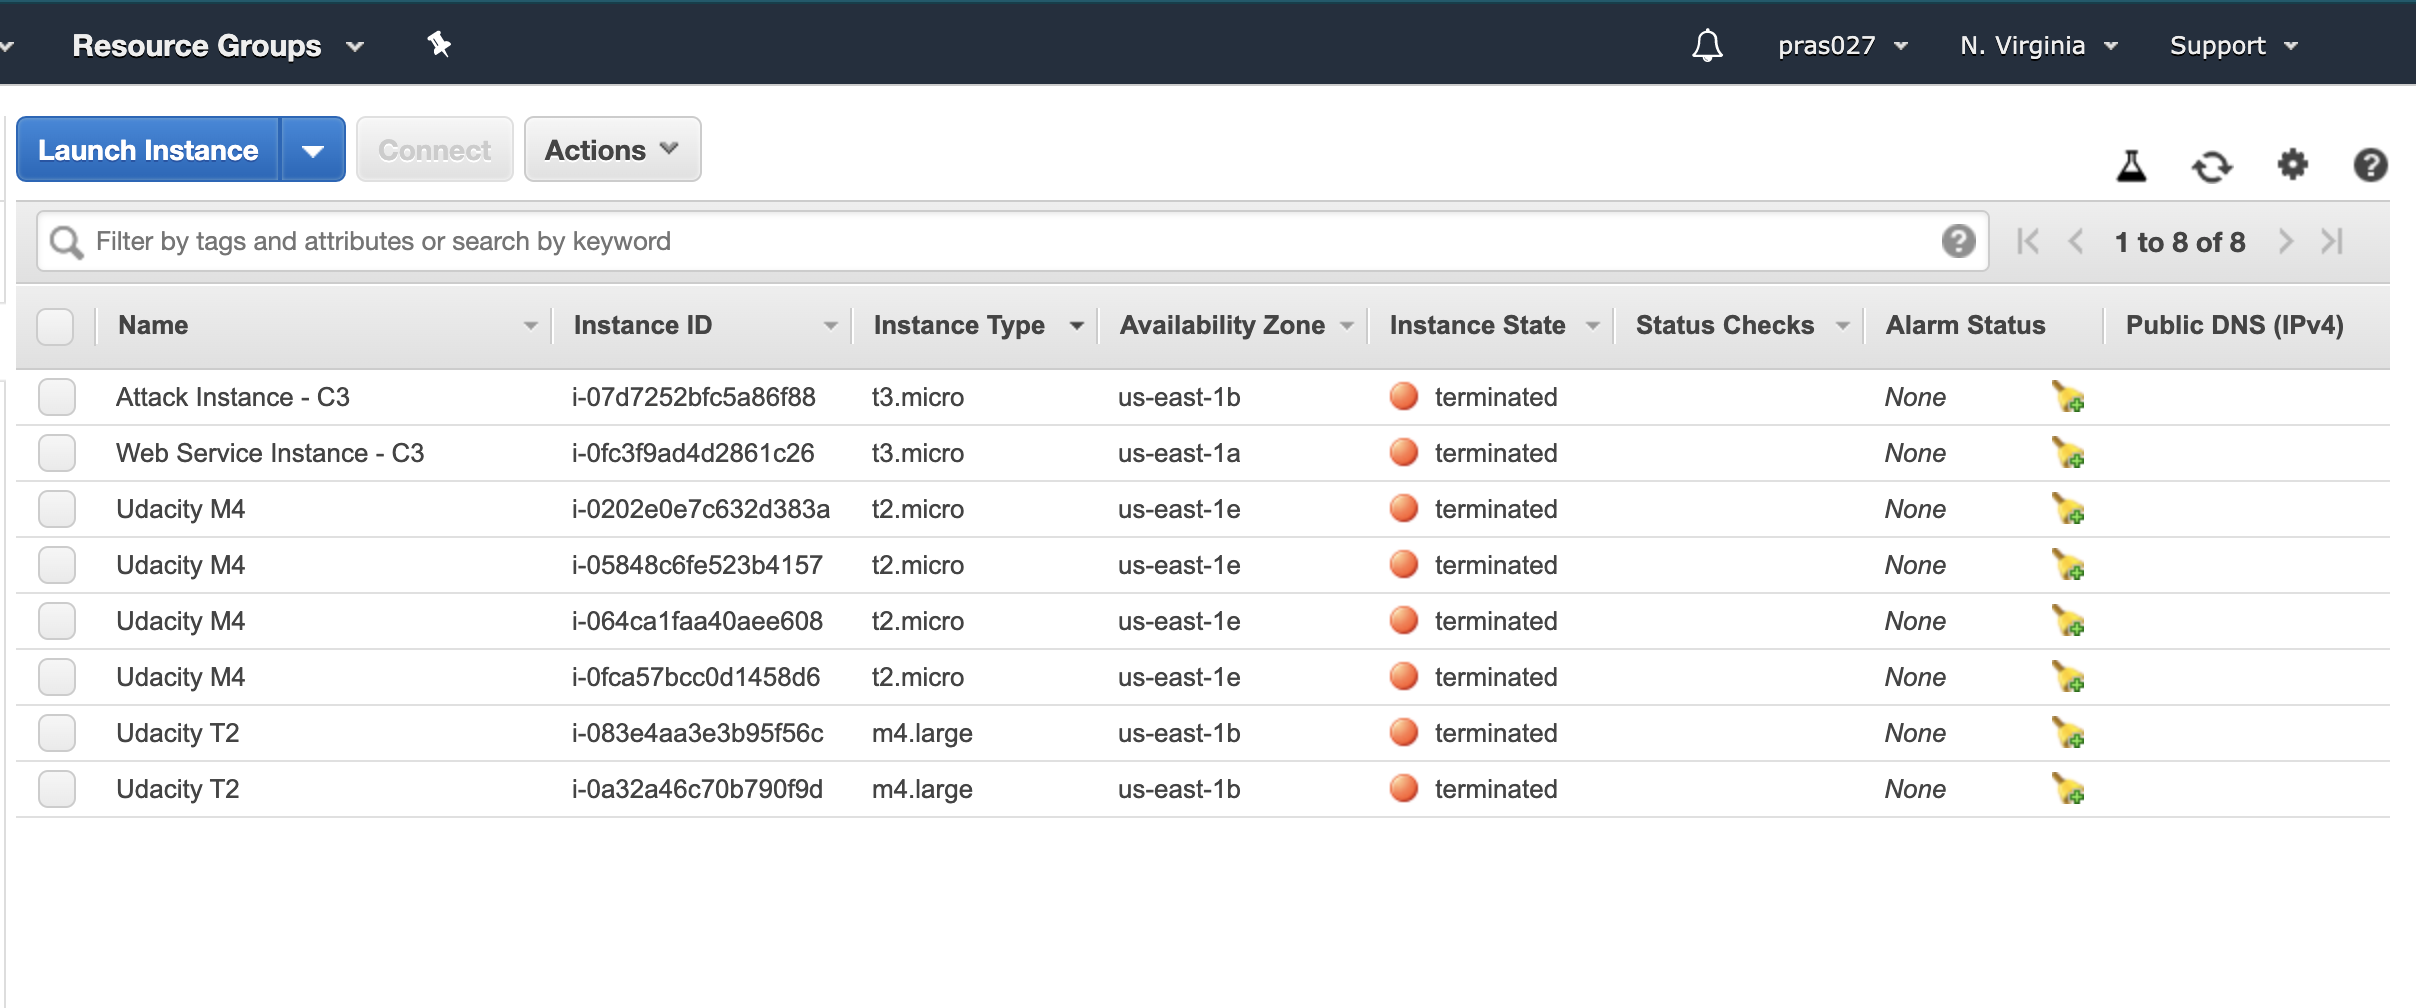 Resource Groups pras027 N. Virginia Support
Launch Instance Connect Actions
Filter by tags and attributes or search by keyword 1 to 8 of 8
Name Instance ID Instance Type Availability Zone Instance State Status Checks Alarm Status Public DNS (IPv4)
Attack Instance - C3 i-07d7252bfc5a86f88 t3.micro us-east-1b terminated None
Web Service Instance - C3 i-0fc3f9ad4d2861c26 t3.micro us-east-1a terminated None
Udacity M4 i-0202e0e7c632d383a t2.micro us-east-1e terminated None
Udacity M4 i-05848c6fe523b4157 t2.micro us-east-1e terminated None
Udacity M4 i-064ca1faa40aee608 t2.micro us-east-1e terminated None
Udacity M4 i-0fca57bcc0d1458d6 t2.micro us-east-1e terminated None
Udacity T2 i-083e4aa3e3b95f56c m4.large us-east-1b terminated None
Udacity T2 i-0a32a46c70b790f9d m4.large us-east-1b terminated None